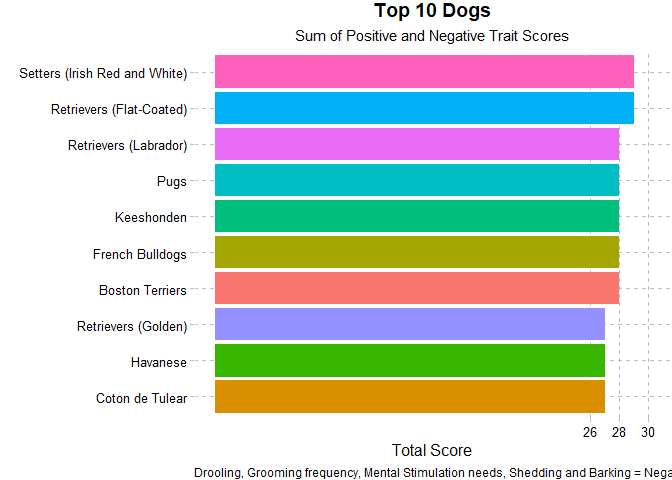 Top 10 Dogs
Sum of Positive and Negative Trait Scores
Setters (Irish Red and White)
Retrievers (Flat-Coated)
Retrievers (Labrador)
Pugs
Keeshonden
French Bulldogs
Boston Terriers
Retrievers (Golden)
Havanese
Coton de Tulear
26 28 30
Total Score
Drooling, Grooming frequency, Mental Stimulation needs, Shedding and Barking =